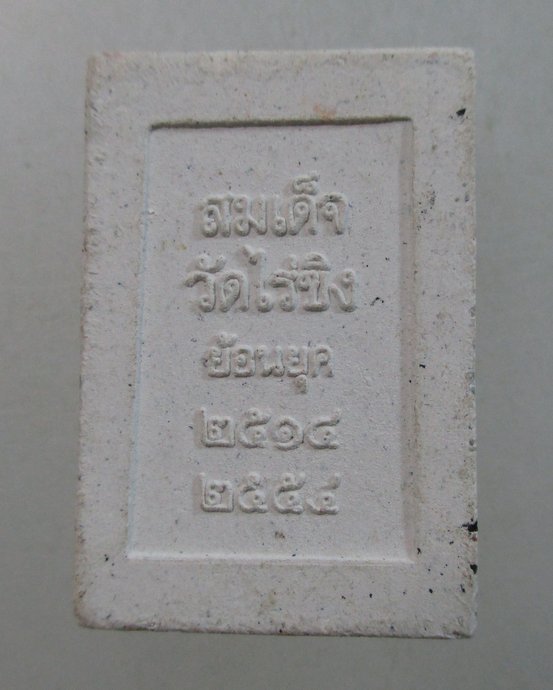 สมเด็จ
วัดไร่ขิง
ย้อนยุค
๒๕๑๔
๒๕๕๔